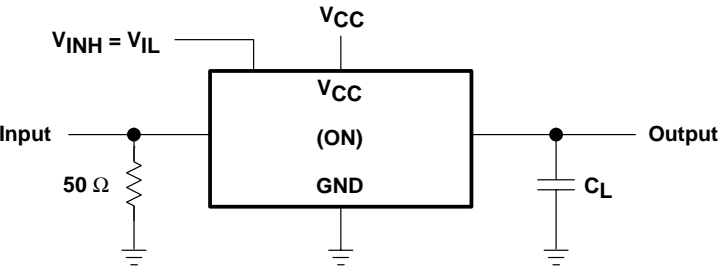 VCC
VINH = VIL
VCC
Input
(ON)
Output
50 Ω
GND
CL